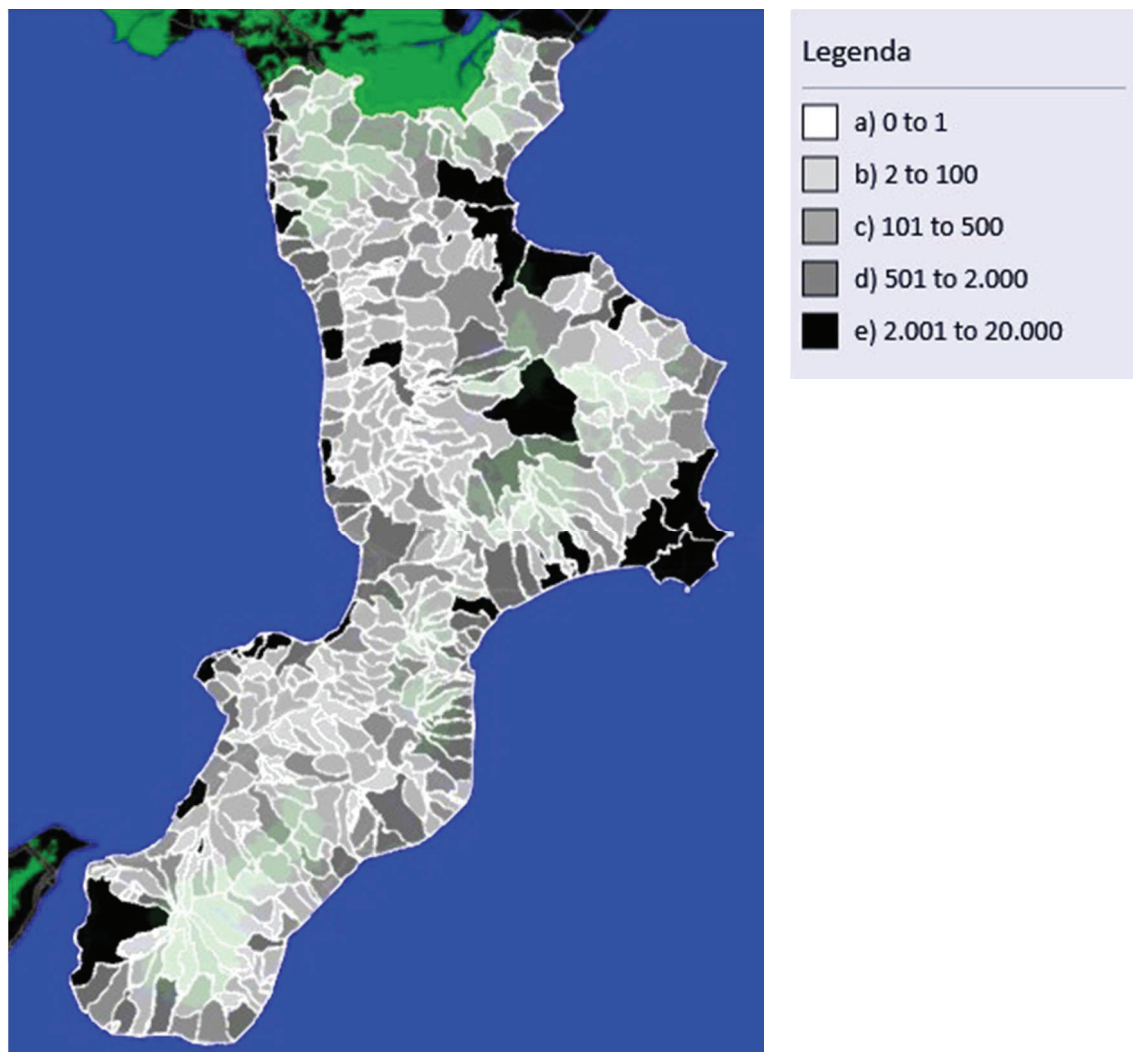 Legenda
a) 0 to 1
b) 2 to 100
c) 101 to 500
d) 501 to 2.000
e) 2.001 to 20.000